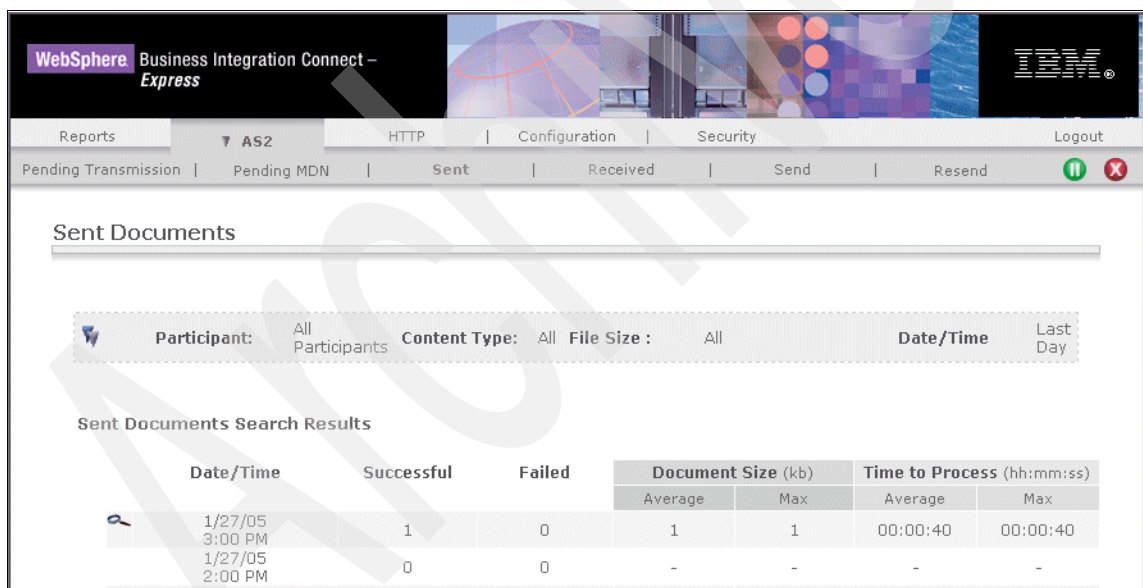 WebSphere. Business Integration Connect –
Express
IBM®
Reports AS2 HTTP | Configuration | Security Logout
Pending Transmission | Pending MDN | Sent | Received | Send | Resend
Sent Documents
Participant: All Participants Content Type: All File Size : All Date/Time Last Day
Sent Documents Search Results
Date/Time Successful Failed Document Size (kb) Time to Process (hh:mm:ss)
Average Max Average Max
1/27/05 3:00 PM 1 0 1 1 00:00:40 00:00:40
1/27/05 2:00 PM 0 0 - - - -